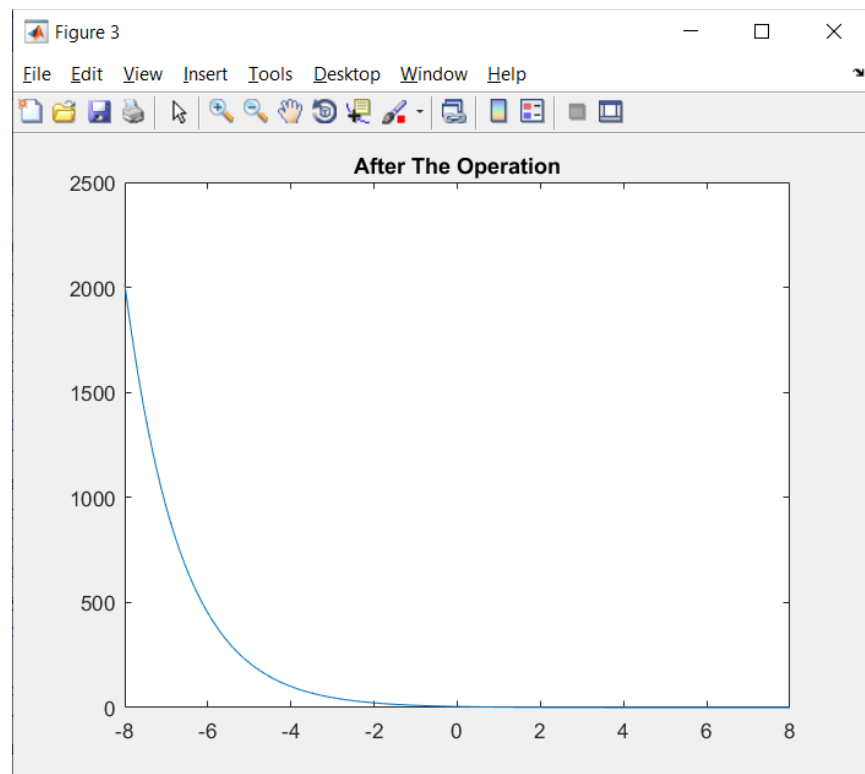 Figure 3
File Edit View Insert Tools Desktop Window Help
After The Operation
2500
2000
1500
1000
500
0
-8 -6 -4 -2 0 2 4 6 8